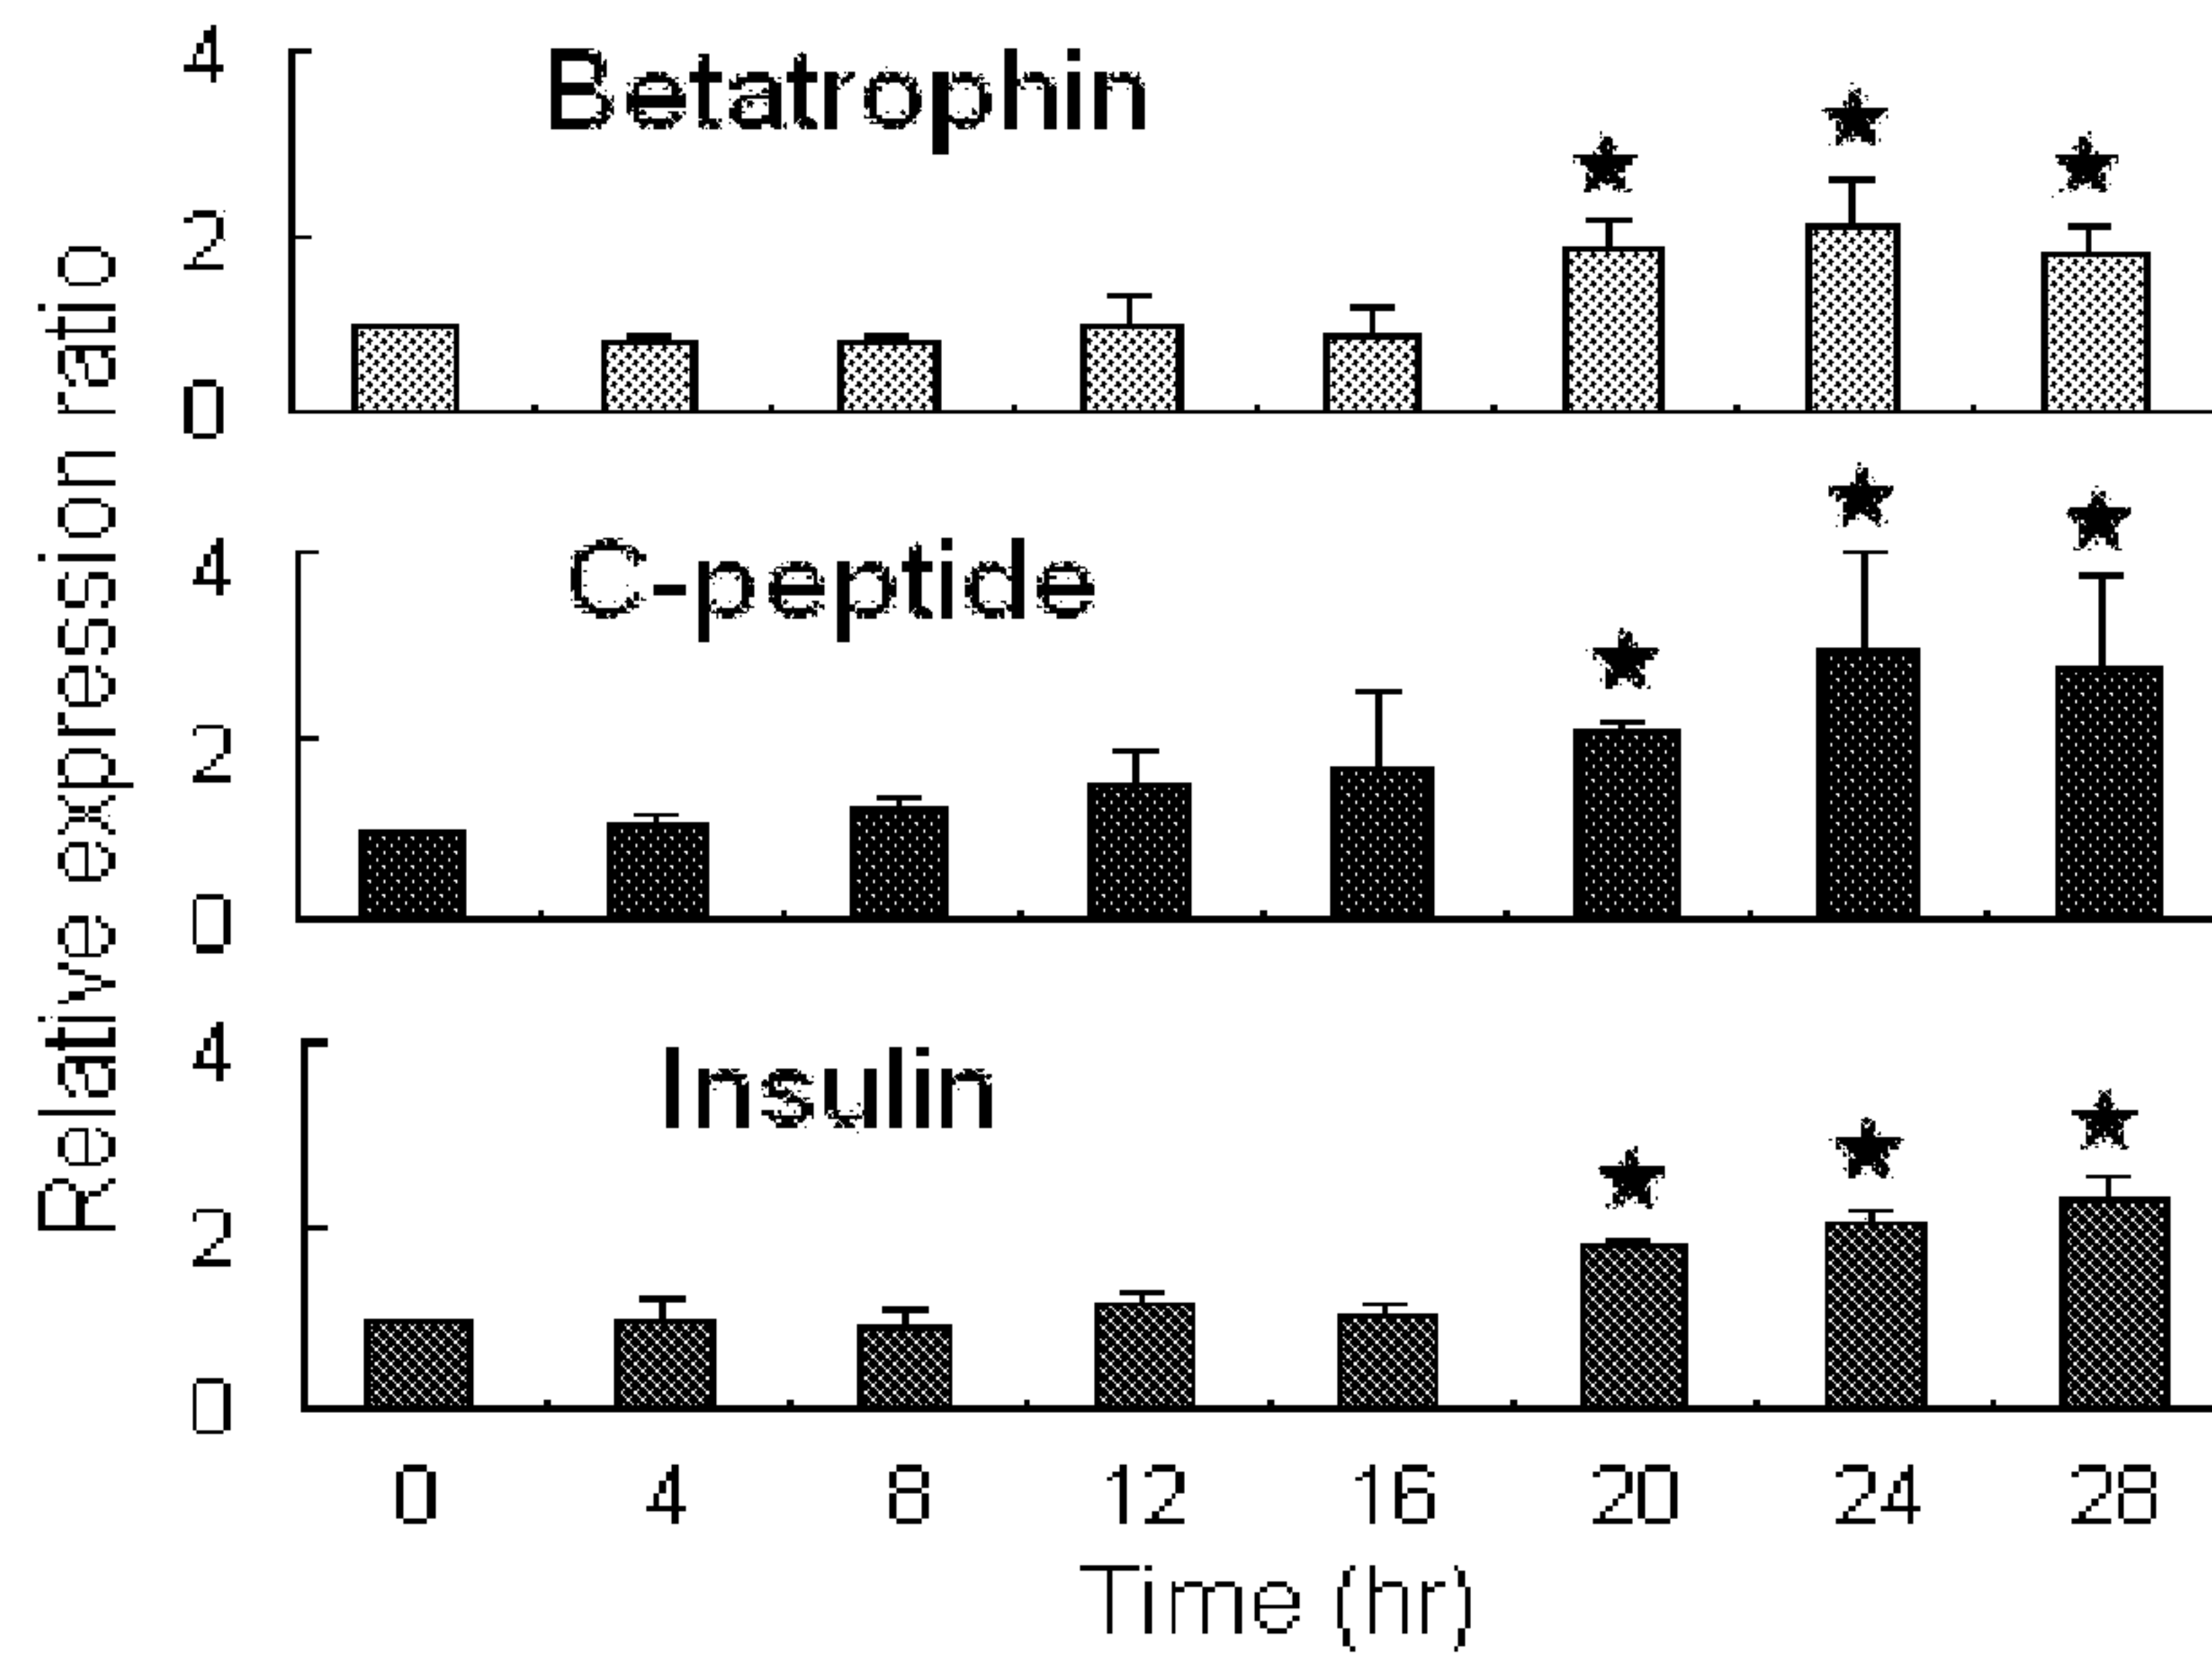 Relative expression ratio
Betatrophin
4
2
0
C-peptide
4
2
0
Insulin
4
2
0
0 4 8 12 16 20 24 28
Time (hr)